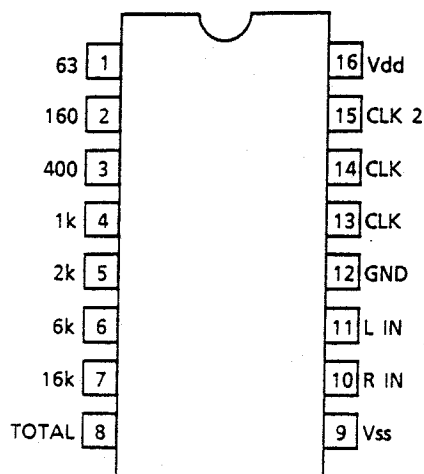 63 1 16 Vdd
160 2 15 CLK 2
400 3 14 CLK
1k 4 13 CLK
2k 5 12 GND
6k 6 11 L IN
16k 7 10 R IN
TOTAL 8 9 Vss